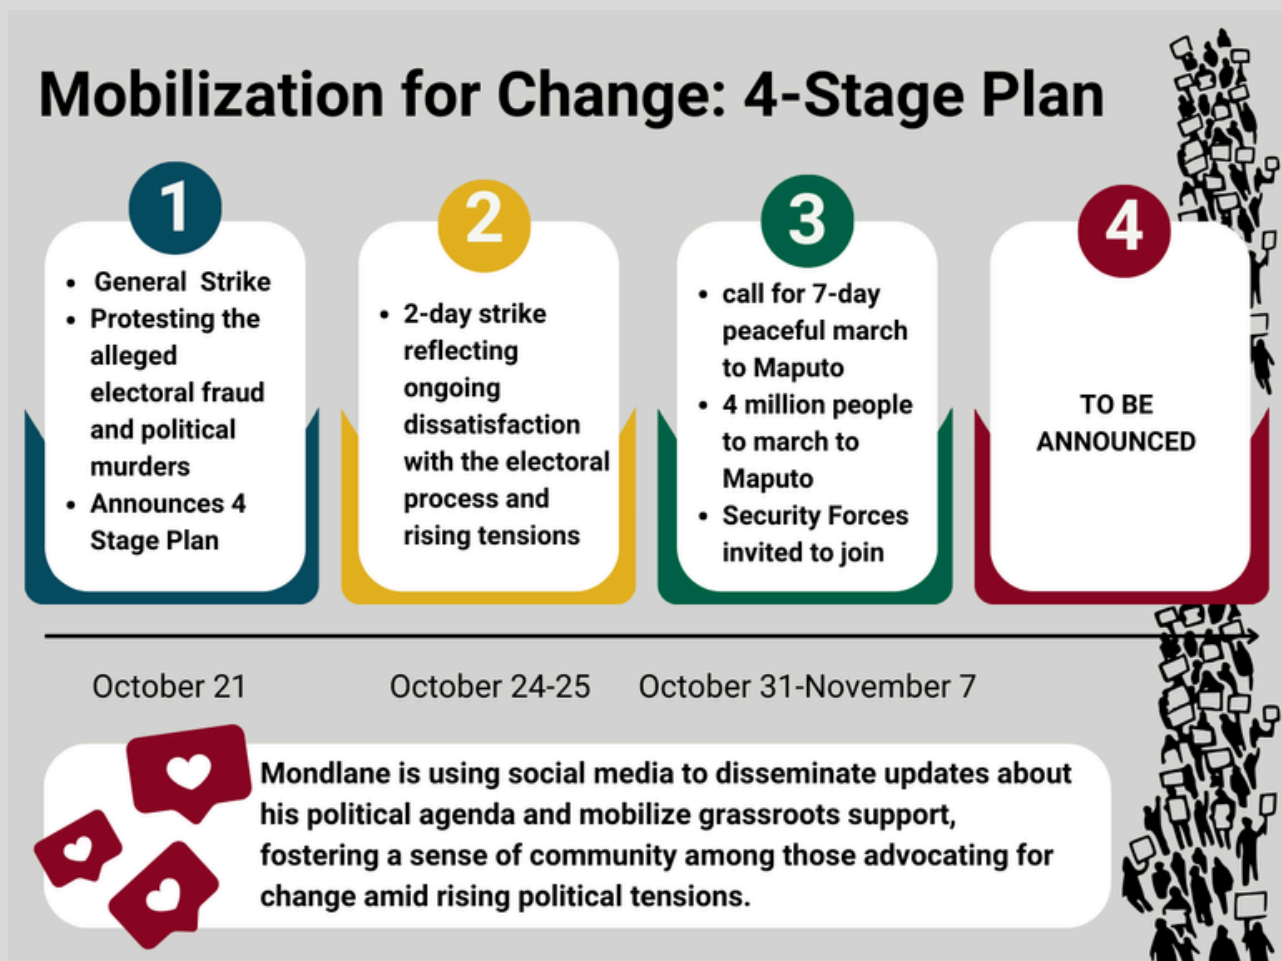 Mobilization for Change: 4-Stage Plan
1
• General Strike
• Protesting the
alleged
electoral fraud
and political
murders
• Announces 4
Stage Plan
2
• 2-day strike
reflecting
ongoing
dissatisfaction
with the electoral
process and
rising tensions
3
• call for 7-day
peaceful march
to Maputo
• 4 million people
to march to
Maputo
• Security Forces
invited to join
4
TO BE
ANNOUNCED
October 21
October 24-25
October 31-November 7
Mondlane is using social media to disseminate updates about
his political agenda and mobilize grassroots support,
fostering a sense of community among those advocating for
change amid rising political tensions.